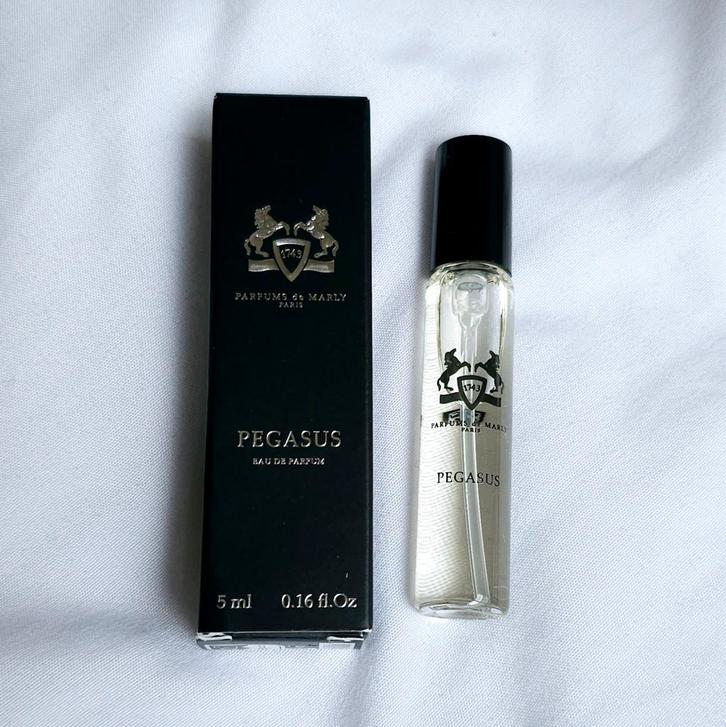 1743
PARFUMS de MARLY
PARIS
PEGASUS
EAU DE PARFUM
5 ml 0.16 fl.Oz
1743
PARFUMS de MARLY
PARIS
PEGASUS